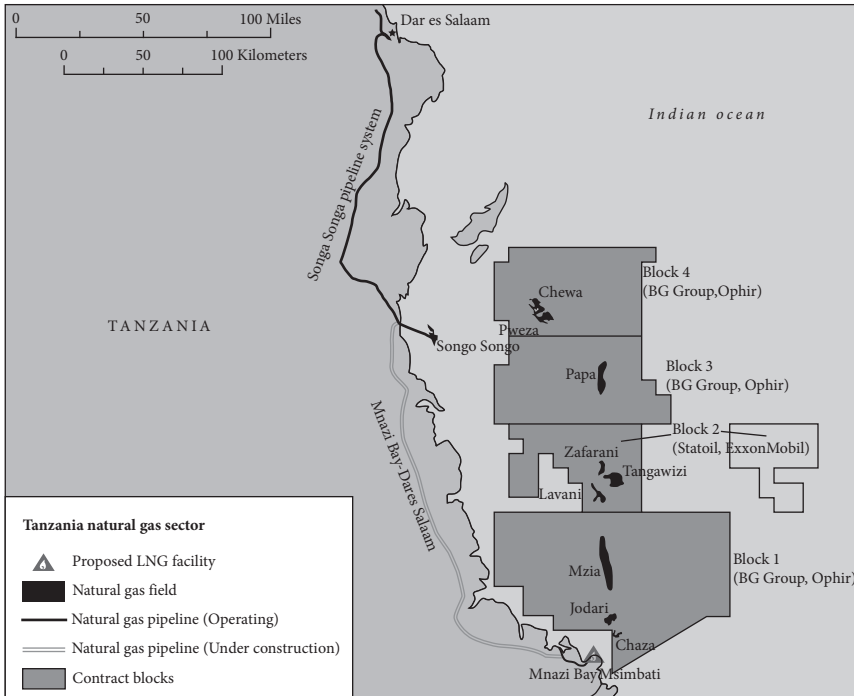 0 50 100 Miles
0 50 100 Kilometers
Dar es Salaam
Indian ocean
Songa Songa pipeline system
Block 4
(BG Group,Ophir)
Chewa
Pweza
TANZANIA
Songo Songo
Block 3
(BG Group, Ophir)
Papa
Mnazi Bay-Dares Salaam
Block 2
(Statoil, ExxonMobil)
Zafarani
Tangawizi
Lavani
Block 1
(BG Group, Ophir)
Mzia
Jodari
Chaza
Mnazi Bay Msimbati
Tanzania natural gas sector
Proposed LNG facility
Natural gas field
Natural gas pipeline (Operating)
Natural gas pipeline (Under construction)
Contract blocks